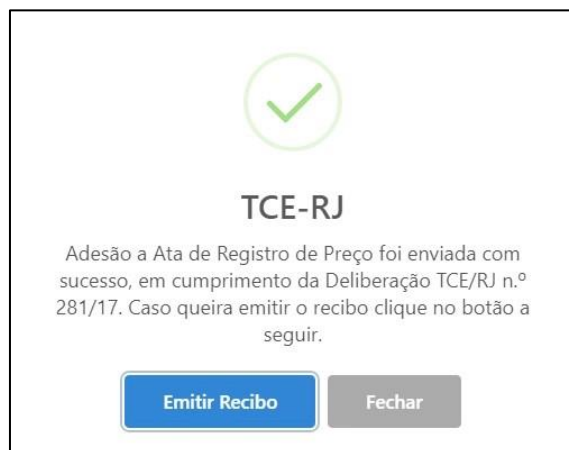 TCE-RJ
Adesão a Ata de Registro de Preço foi enviada com
sucesso, em cumprimento da Deliberação TCE/RJ n.º
281/17. Caso queira emitir o recibo clique no botão a
seguir.
Emitir Recibo
Fechar